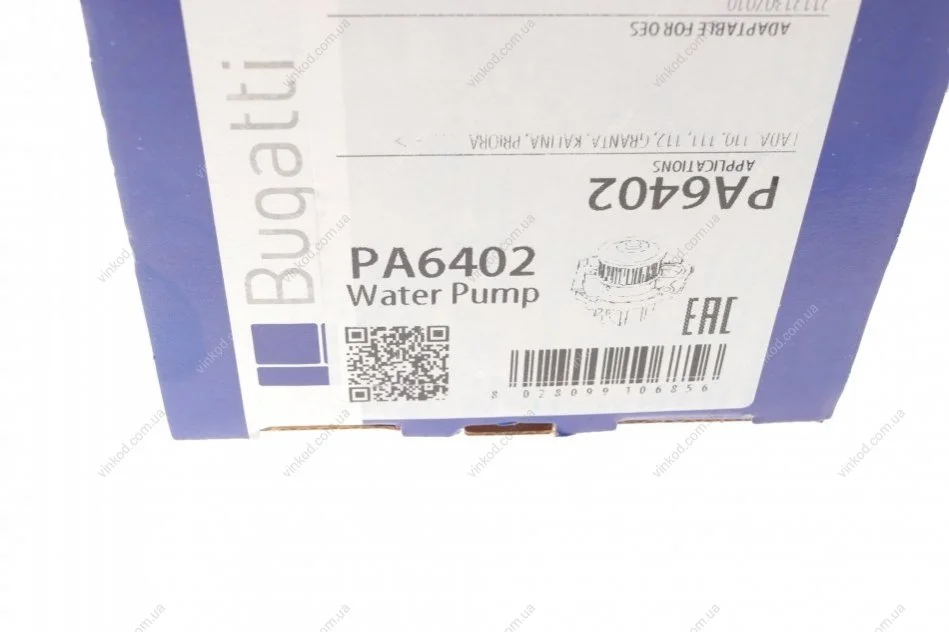 ADAPTABLE FOR OES
LADA 110, 111, 112, GRANTA, KALINA, PRIORA
APPLICATIONS
PA6402
Bugatti
PA6402
Water Pump
EAC
8 028099 106856
vinkod.com.ua